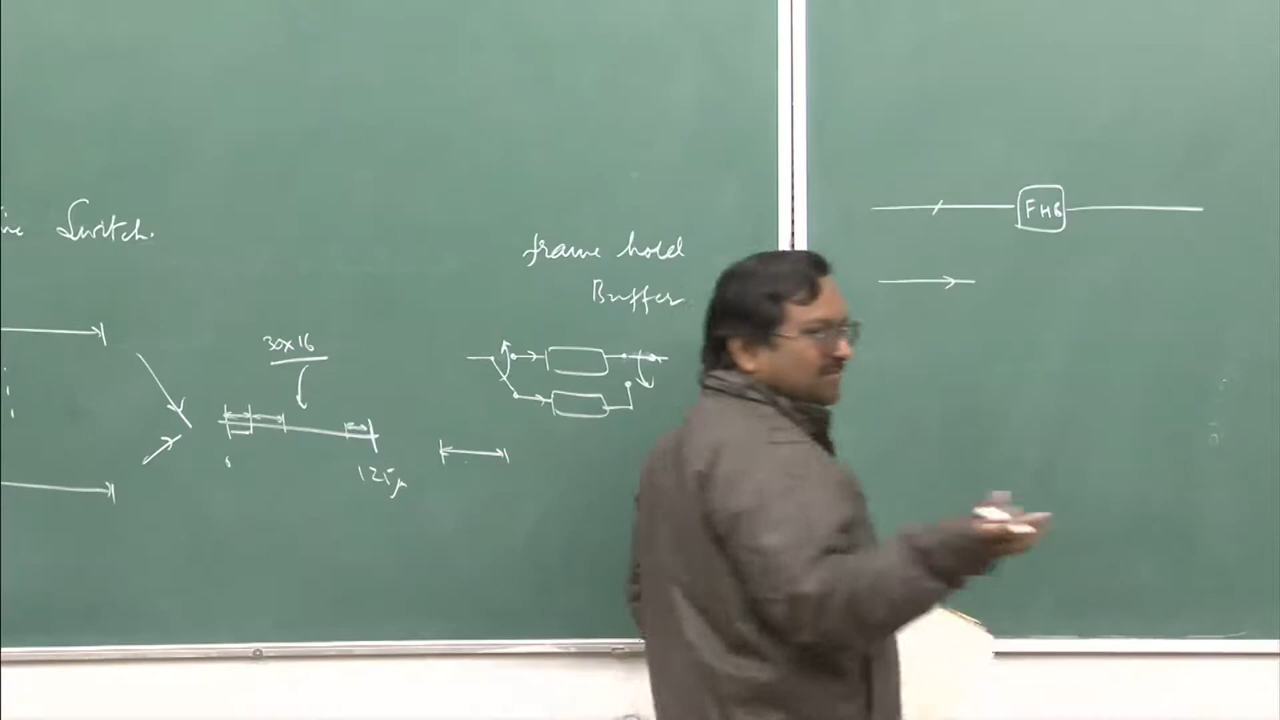 Switch.
frame hold
Buffer
30x16
125μ
FHB